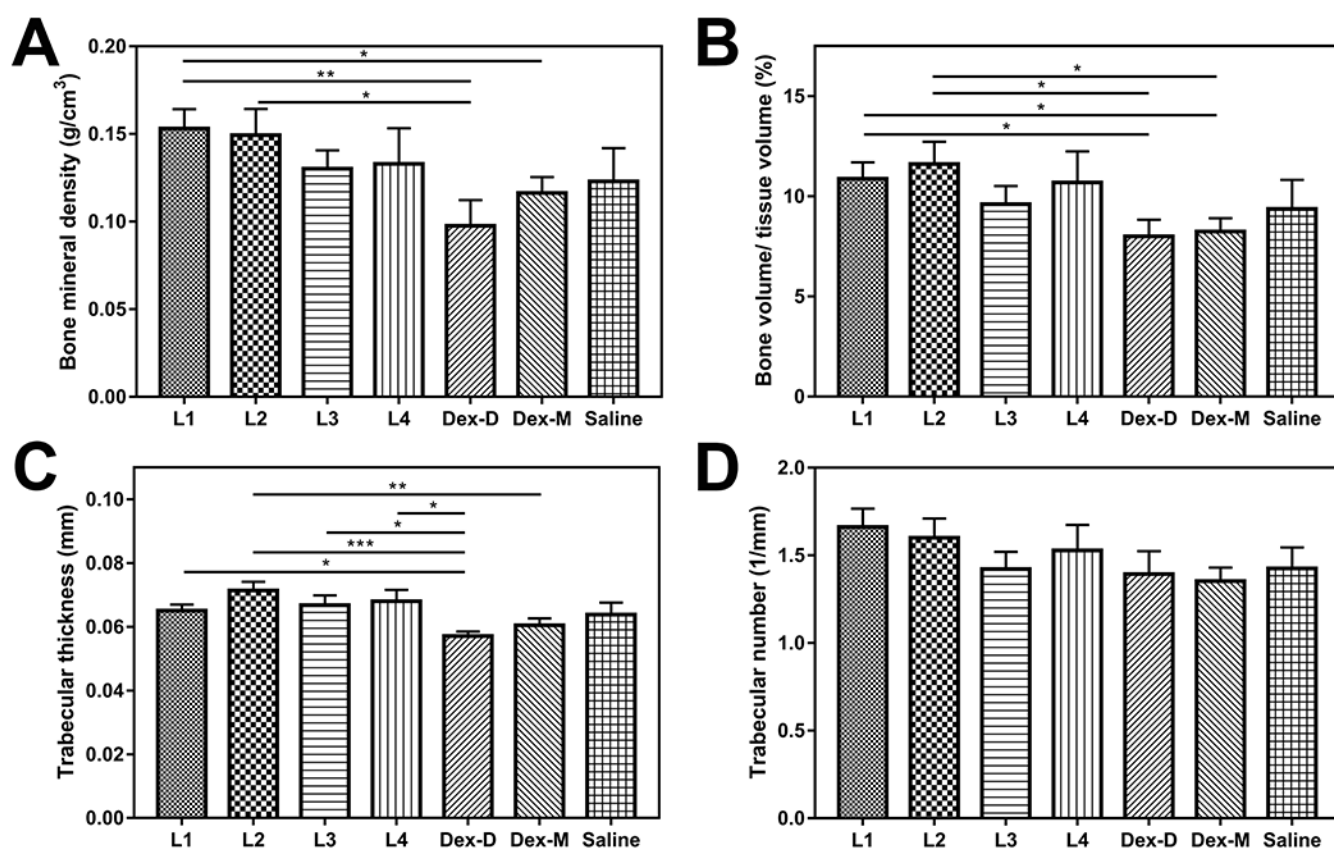 A
Bone mineral density (g/cm³)
0.20
0.15
0.10
0.05
0.00
*
**
*
L1 L2 L3 L4 Dex-D Dex-M Saline
B
Bone volume/ tissue volume (%)
15
10
5
0
*
*
*
*
L1 L2 L3 L4 Dex-D Dex-M Saline
C
Trabecular thickness (mm)
0.10
0.08
0.06
0.04
0.02
0.00
**
*
*
***
*
L1 L2 L3 L4 Dex-D Dex-M Saline
D
Trabecular number (1/mm)
2.0
1.5
1.0
0.5
0.0
L1 L2 L3 L4 Dex-D Dex-M Saline